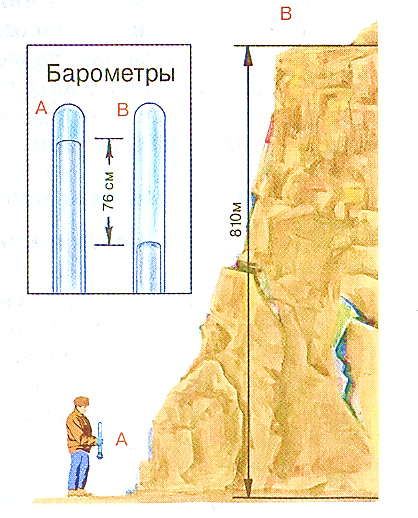 В
Барометры
А В
76 см
810м
А